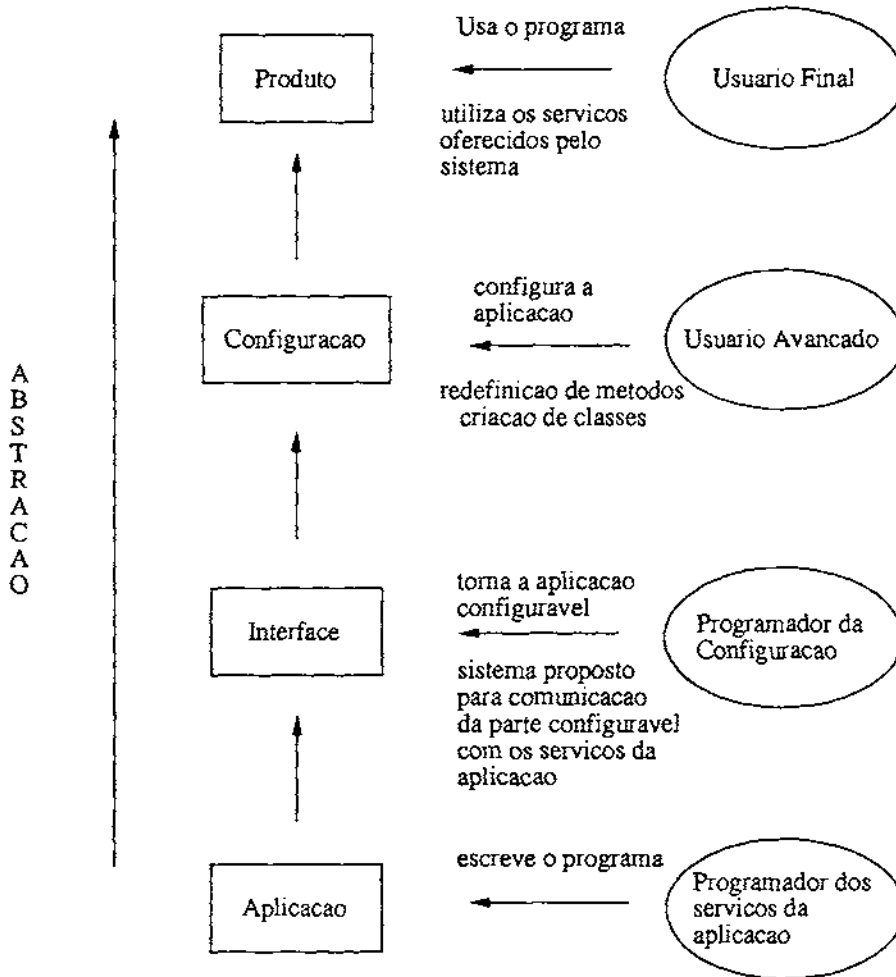 Usa o programa
Produto
Usuario Final
utiliza os servicos
oferecidos pelo
sistema
configura a
aplicacao
Configuracao
Usuario Avancado
redefinicao de metodos
criacao de classes
A
B
S
T
R
A
C
A
O
torna a aplicacao
configuravel
Interface
Programador da
Configuracao
sistema proposto
para comunicacao
da parte configuravel
com os servicos da
aplicacao
escreve o programa
Aplicacao
Programador dos
servicos da
aplicacao